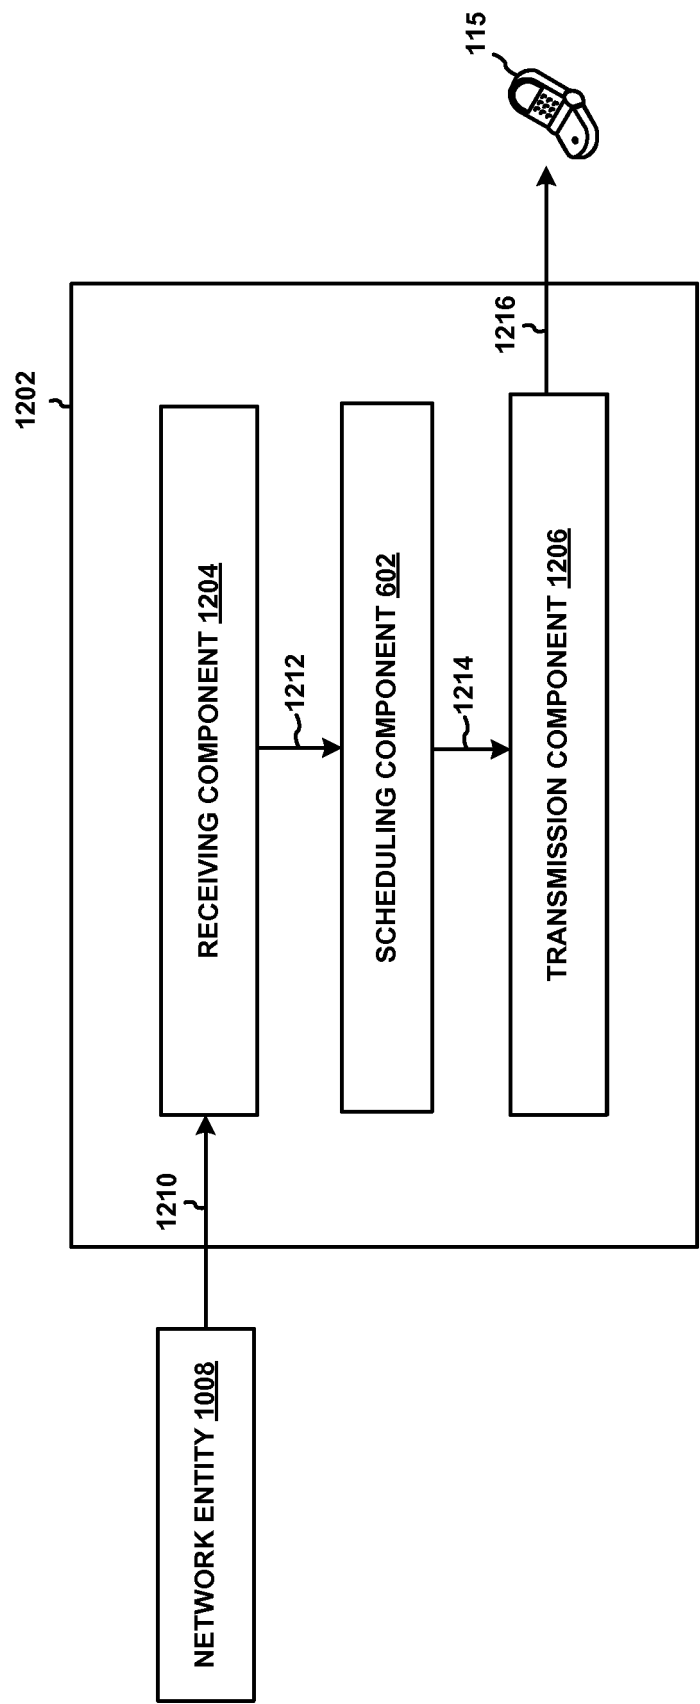 1202
NETWORK ENTITY 1008
1210
RECEIVING COMPONENT 1204
1212
SCHEDULING COMPONENT 602
1214
TRANSMISSION COMPONENT 1206
1216
115